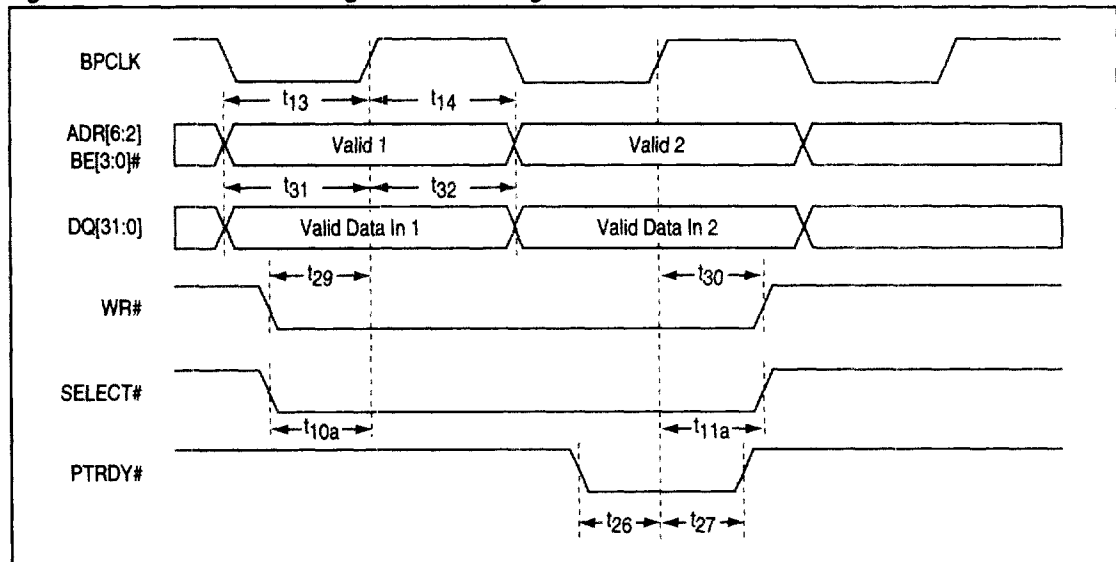 BPCLK
t13 t14
ADR[6:2]
BE[3:0]#
Valid 1 Valid 2
t31 t32
DQ[31:0] Valid Data In 1 Valid Data In 2
t29 t30
WR#
SELECT#
t10a t11a
PTRDY#
t26 t27